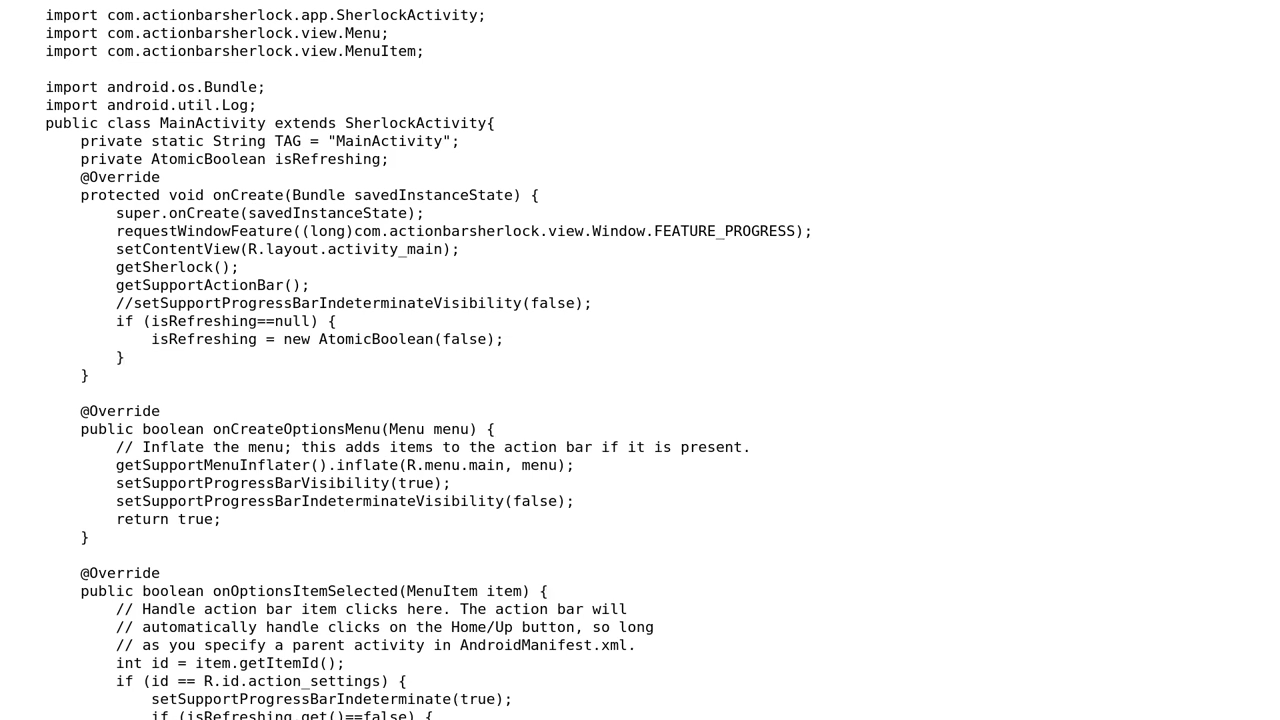 import com.actionbarsherlock.app.SherlockActivity;
import com.actionbarsherlock.view.Menu;
import com.actionbarsherlock.view.MenuItem;

import android.os.Bundle;
import android.util.Log;
public class MainActivity extends SherlockActivity{
    private static String TAG = "MainActivity";
    private AtomicBoolean isRefreshing;
    @Override
    protected void onCreate(Bundle savedInstanceState) {
        super.onCreate(savedInstanceState);
        requestWindowFeature((long)com.actionbarsherlock.view.Window.FEATURE_PROGRESS);
        setContentView(R.layout.activity_main);
        getSherlock();
        getSupportActionBar();
        //setSupportProgressBarIndeterminateVisibility(false);
        if (isRefreshing==null) {
            isRefreshing = new AtomicBoolean(false);
        }
    }

    @Override
    public boolean onCreateOptionsMenu(Menu menu) {
        // Inflate the menu; this adds items to the action bar if it is present.
        getSupportMenuInflater().inflate(R.menu.main, menu);
        setSupportProgressBarVisibility(true);
        setSupportProgressBarIndeterminateVisibility(false);
        return true;
    }

    @Override
    public boolean onOptionsItemSelected(MenuItem item) {
        // Handle action bar item clicks here. The action bar will
        // automatically handle clicks on the Home/Up button, so long
        // as you specify a parent activity in AndroidManifest.xml.
        int id = item.getItemId();
        if (id == R.id.action_settings) {
            setSupportProgressBarIndeterminate(true);
            if (isRefreshing.get()==false) {